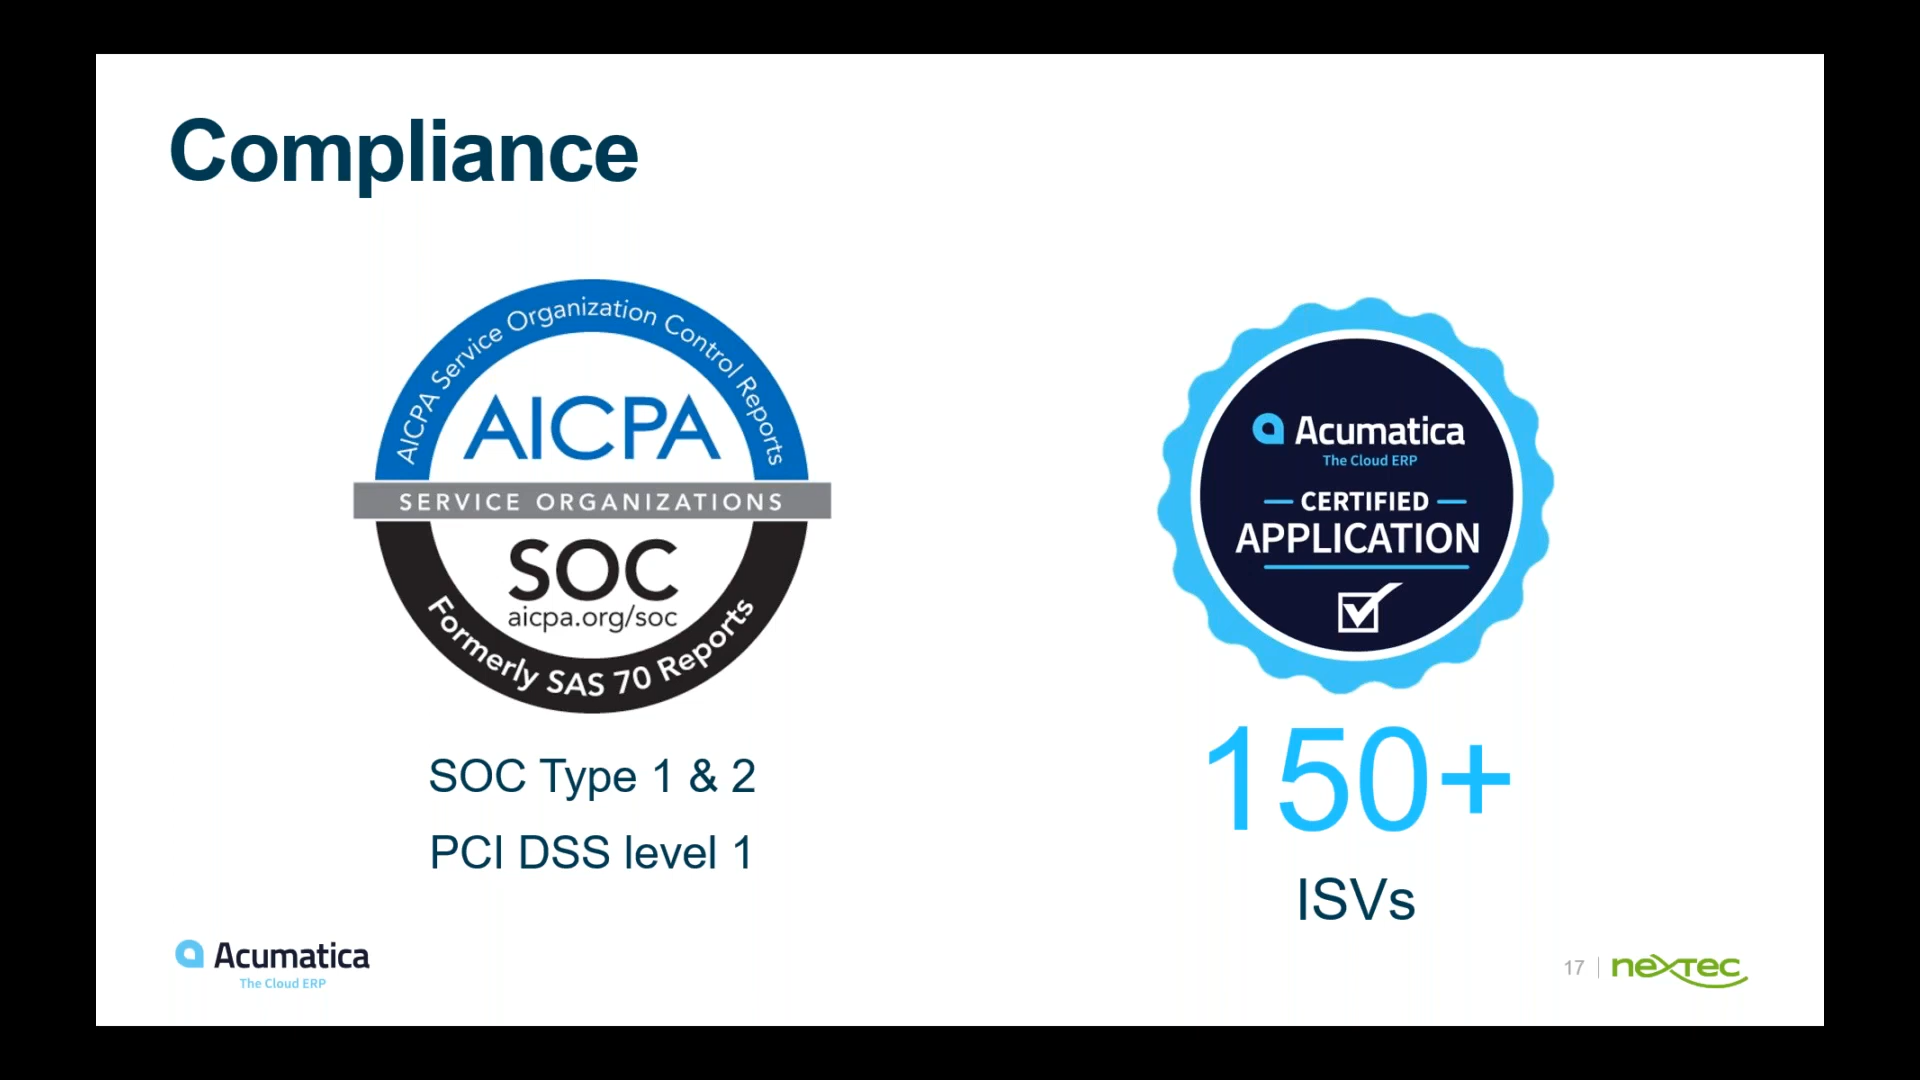 Compliance
AICPA Service Organization Control Reports
AICPA
SERVICE ORGANIZATIONS
SOC
aicpa.org/soc
Formerly SAS 70 Reports
SOC Type 1 & 2
PCI DSS level 1
Acumatica
The Cloud ERP
CERTIFIED
APPLICATION
150+
ISVs
Acumatica
The Cloud ERP
17
nexTec